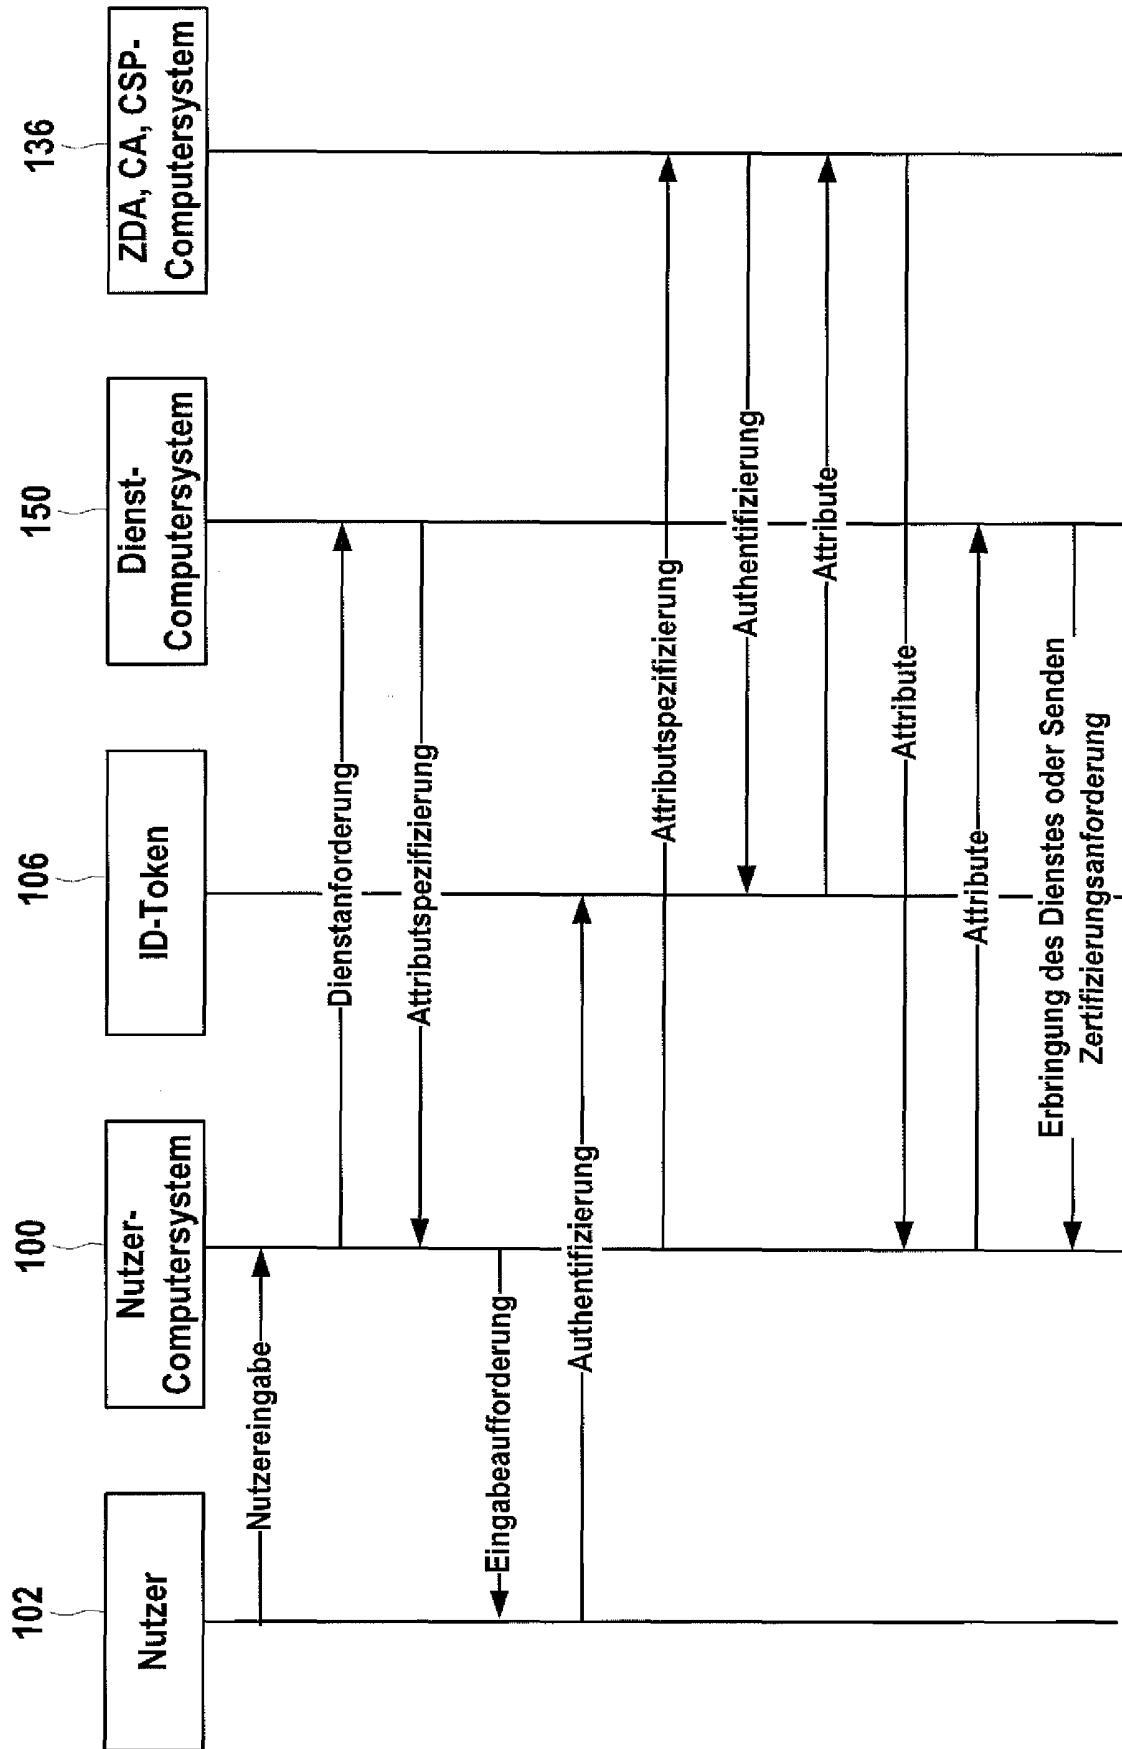 102
100
106
150
136
Nutzer
Nutzer-
Computersystem
ID-Token
Dienst-
Computersystem
ZDA, CA, CSP-
Computersystem
Nutzereingabe
Dienstanforderung
Attributspezifizierung
Eingabeaufforderung
Authentifizierung
Attributspezifizierung
Authentifizierung
Attribute
Attribute
Attribute
Erbringung des Dienstes oder Senden
Zertifizierungsanforderung